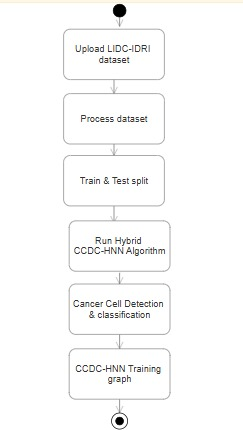 Upload LIDC-IDRI
dataset
Process dataset
Train & Test split
Run Hybrid
CCDC-HNN Algorithm
Cancer Cell Detection
& classification
CCDC-HNN Training
graph